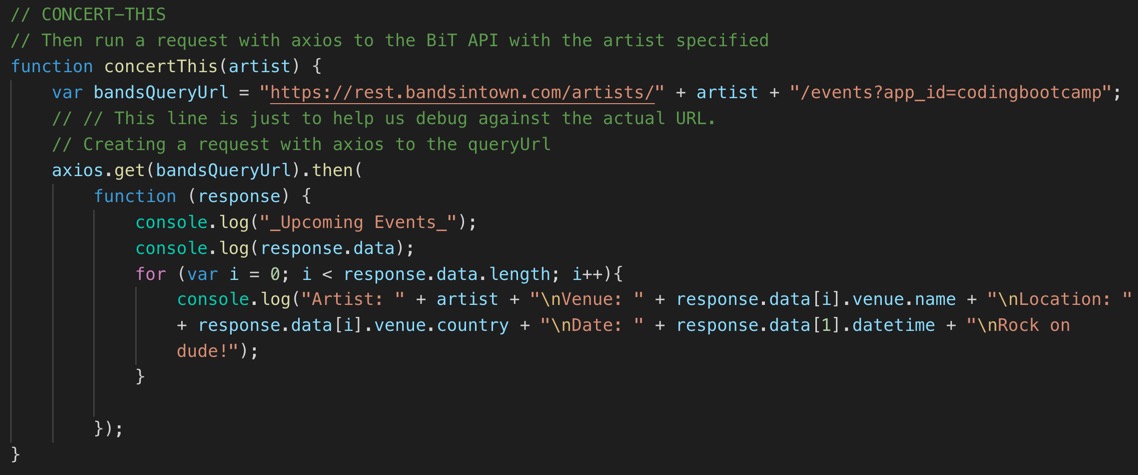 // CONCERT-THIS
// Then run a request with axios to the BiT API with the artist specified
function concertThis(artist) {
    var bandsQueryUrl = "https://rest.bandsintown.com/artists/" + artist + "/events?app_id=codingbootcamp";
    // // This line is just to help us debug against the actual URL.
    // Creating a request with axios to the queryUrl
    axios.get(bandsQueryUrl).then(
        function (response) {
            console.log("_Upcoming Events_");
            console.log(response.data);
            for (var i = 0; i < response.data.length; i++){
                console.log("Artist: " + artist + "\nVenue: " + response.data[i].venue.name + "\nLocation: "
                + response.data[i].venue.country + "\nDate: " + response.data[1].datetime + "\nRock on
                dude!");
            }
        });
}